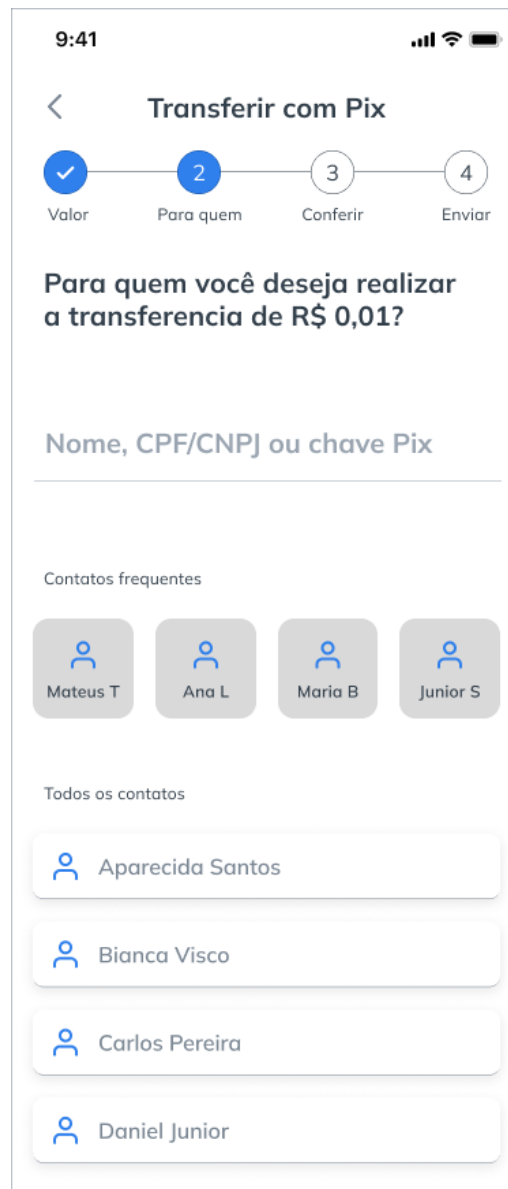 9:41
Transferir com Pix
2
3
4
Valor
Para quem
Conferir
Enviar
Para quem você deseja realizar
a transferencia de R$ 0,01?
Nome, CPF/CNPJ ou chave Pix
Contatos frequentes
Mateus T
Ana L
Maria B
Junior S
Todos os contatos
Aparecida Santos
Bianca Visco
Carlos Pereira
Daniel Junior